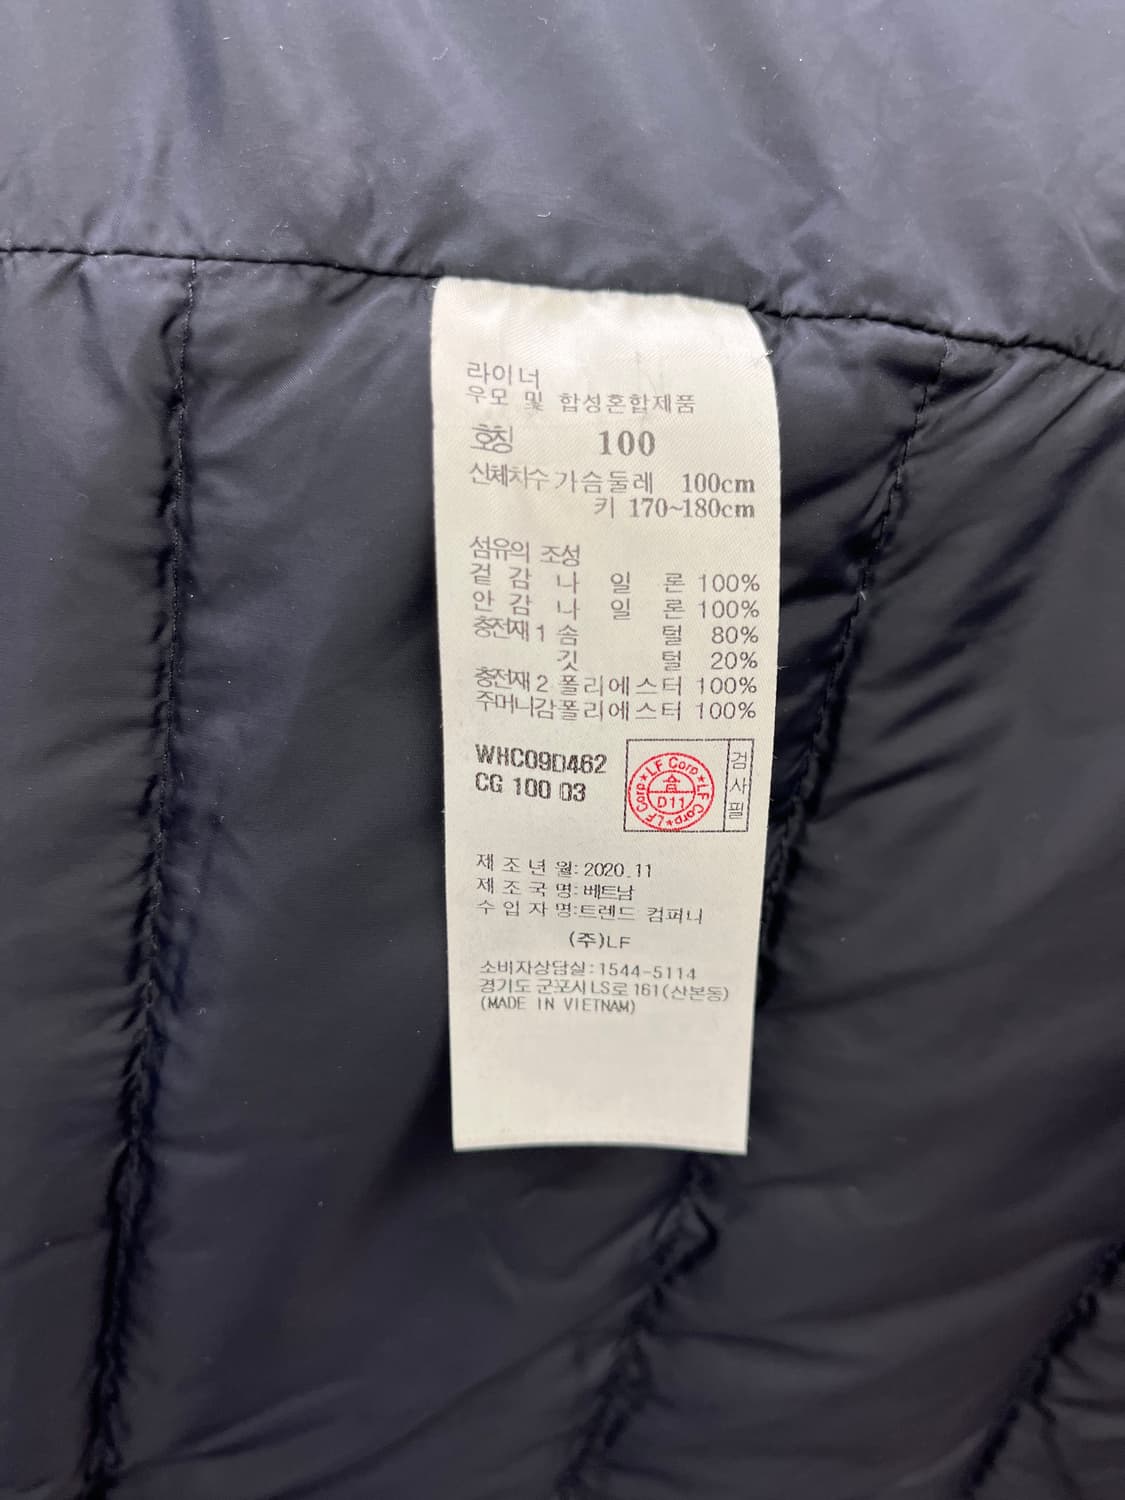 라이너
우모 및 합성혼합제품
호칭 100
신체치수 가슴둘레 100cm
키 170~180cm
섬유의 조성
겉감 나일론 100%
안감 나일론 100%
충전재1 솜털 80%
깃털 20%
충전재2 폴리에스터 100%
주머니감 폴리에스터 100%
WHC09D462
CG 100 03
LF Corp★LF Corp★LF Corp★
合
D11
검사필
제조년월: 2020.11
제조국명: 베트남
수입자명:트렌드 컴퍼니
(주)LF
소비자상담실:1544-5114
경기도 군포시 LS로 161(산본동)
(MADE IN VIETNAM)